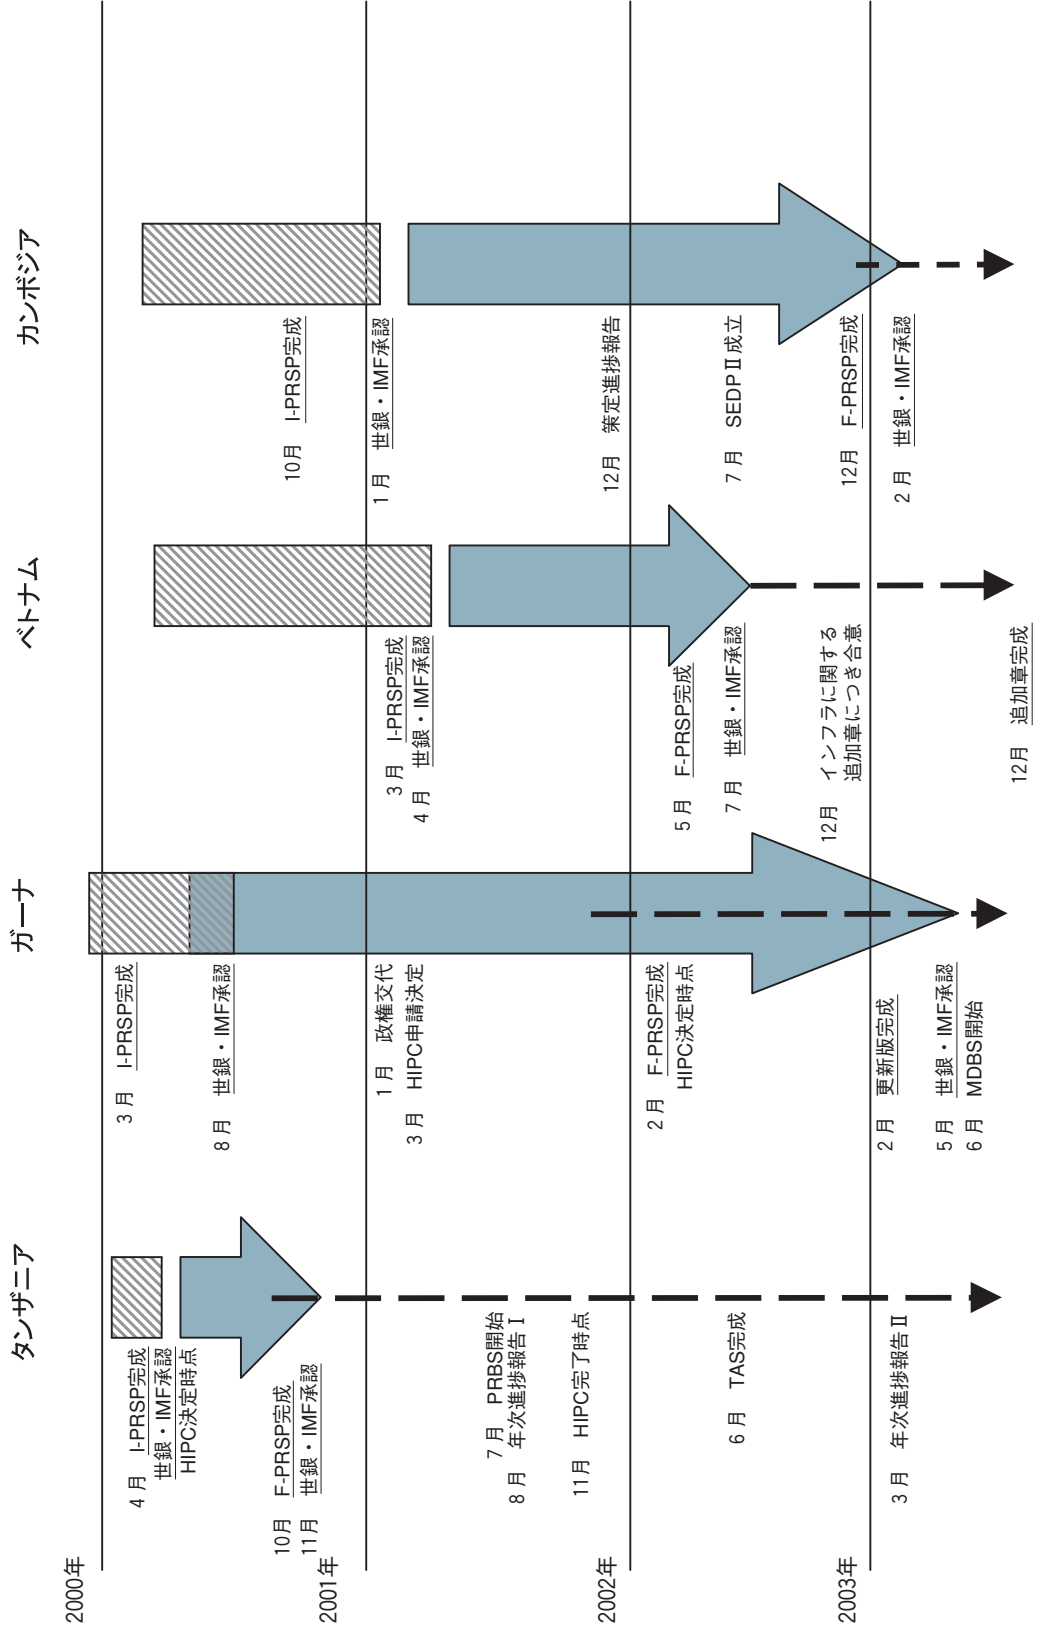 タンザニア
ガーナ
ベトナム
カンボジア
2000年
2001年
2002年
2003年
4月 I-PRSP完成
世銀・IMF承認
HIPC決定時点
10月 F-PRSP完成
11月 世銀・IMF承認
7月 PRBS開始
8月 年次進捗報告Ⅰ
11月 HIPC完了時点
6月 TAS完成
3月 年次進捗報告Ⅱ
3月 I-PRSP完成
8月 世銀・IMF承認
1月 政権交代
3月 HIPC申請決定
2月 F-PRSP完成
HIPC決定時点
2月 更新版完成
5月 世銀・IMF承認
6月 MDBS開始
3月 I-PRSP完成
4月 世銀・IMF承認
5月 F-PRSP完成
7月 世銀・IMF承認
12月 インフラに関する
追加章につき合意
12月 追加章完成
10月 I-PRSP完成
1月 世銀・IMF承認
12月 策定進捗報告
7月 SEDPⅡ成立
12月 F-PRSP完成
2月 世銀・IMF承認